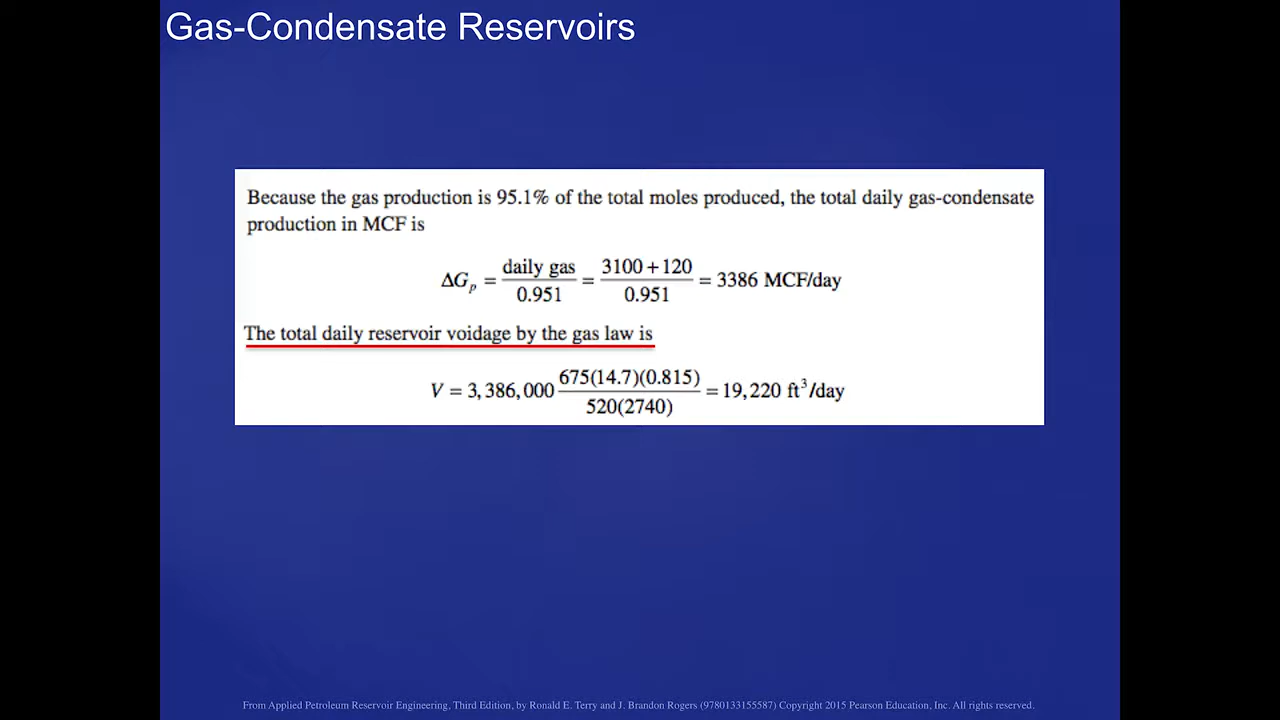 Gas-Condensate Reservoirs
Because the gas production is 95.1% of the total moles produced, the total daily gas-condensate
production in MCF is
ΔG_p = daily gas / 0.951 = 3100 + 120 / 0.951 = 3386 MCF/day
The total daily reservoir voidage by the gas law is
V = 3,386,000 675(14.7)(0.815) / 520(2740) = 19,220 ft³/day
From Applied Petroleum Reservoir Engineering, Third Edition, by Ronald E. Terry and J. Brandon Rogers (9780133155587) Copyright 2015 Pearson Education, Inc. All rights reserved.